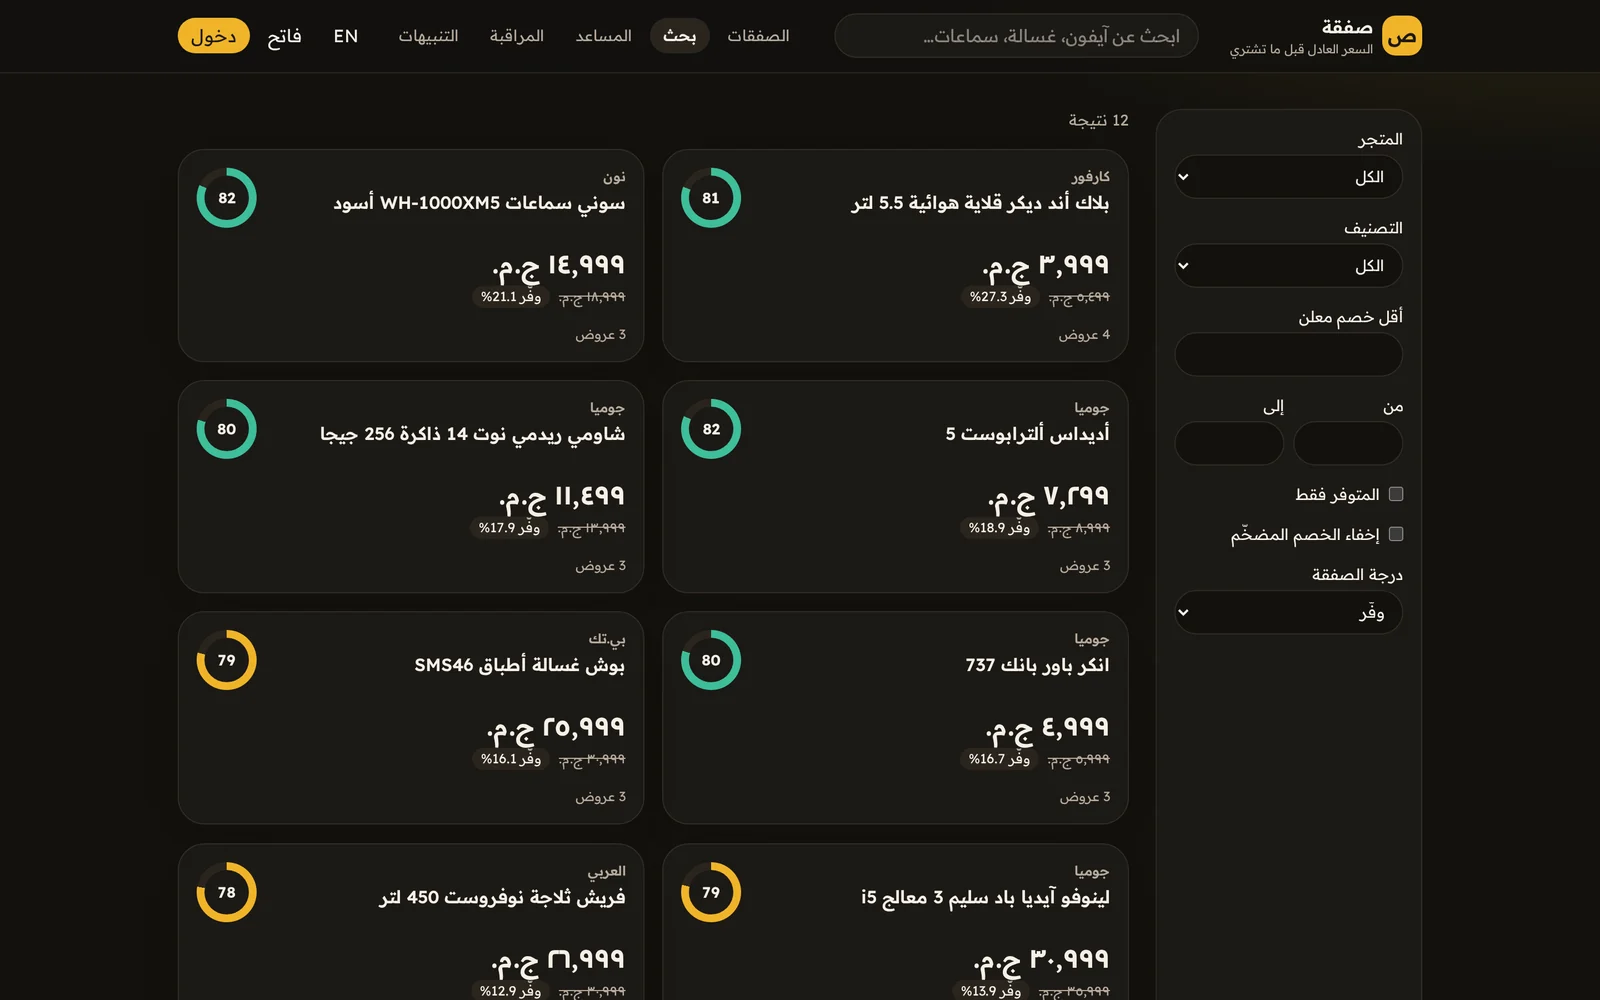 ص
صفقة
السعر العادل قبل ما تشتري
ابحث عن آيفون، غسالة، سماعات...
الصفقات
بحث
المساعد
المراقبة
التنبيهات
EN
فاتح
دخول
المتجر
الكل
التصنيف
الكل
أقل خصم معلن
من
إلى
المتوفر فقط
إخفاء الخصم المضخّم
درجة الصفقة
وفّر
12 نتيجة
كارفور
بلاك أند ديكر قلاية هوائية 5.5 لتر
81
٣,٩٩٩ ج.م.
٥,٤٩٩ ج.م. وفّر 27.3%
4 عروض
نون
سوني سماعات WH-1000XM5 أسود
82
١٤,٩٩٩ ج.م.
١٨,٩٩٩ ج.م. وفّر 21.1%
3 عروض
جوميا
أديداس ألترابوست 5
82
٧,٢٩٩ ج.م.
٨,٩٩٩ ج.م. وفّر 18.9%
3 عروض
جوميا
شاومي ريدمي نوت 14 ذاكرة 256 جيجا
80
١١,٤٩٩ ج.م.
١٣,٩٩٩ ج.م. وفّر 17.9%
3 عروض
جوميا
انكر باور بانك 737
80
٤,٩٩٩ ج.م.
٥,٩٩٩ ج.م. وفّر 16.7%
3 عروض
بي.تك
بوش غسالة أطباق SMS46
79
٢٥,٩٩٩ ج.م.
٣٠,٩٩٩ ج.م. وفّر 16.1%
3 عروض
جوميا
لينوفو آيديا باد سليم 3 معالج i5
79
٣٠,٩٩٩ ج.م.
٣٥,٩٩٩ ج.م. وفّر 13.9%
العربي
فريش ثلاجة نوفروست 450 لتر
78
٢٦,٩٩٩ ج.م.
٣٠,٩٩٩ ج.م. وفّر 12.9%